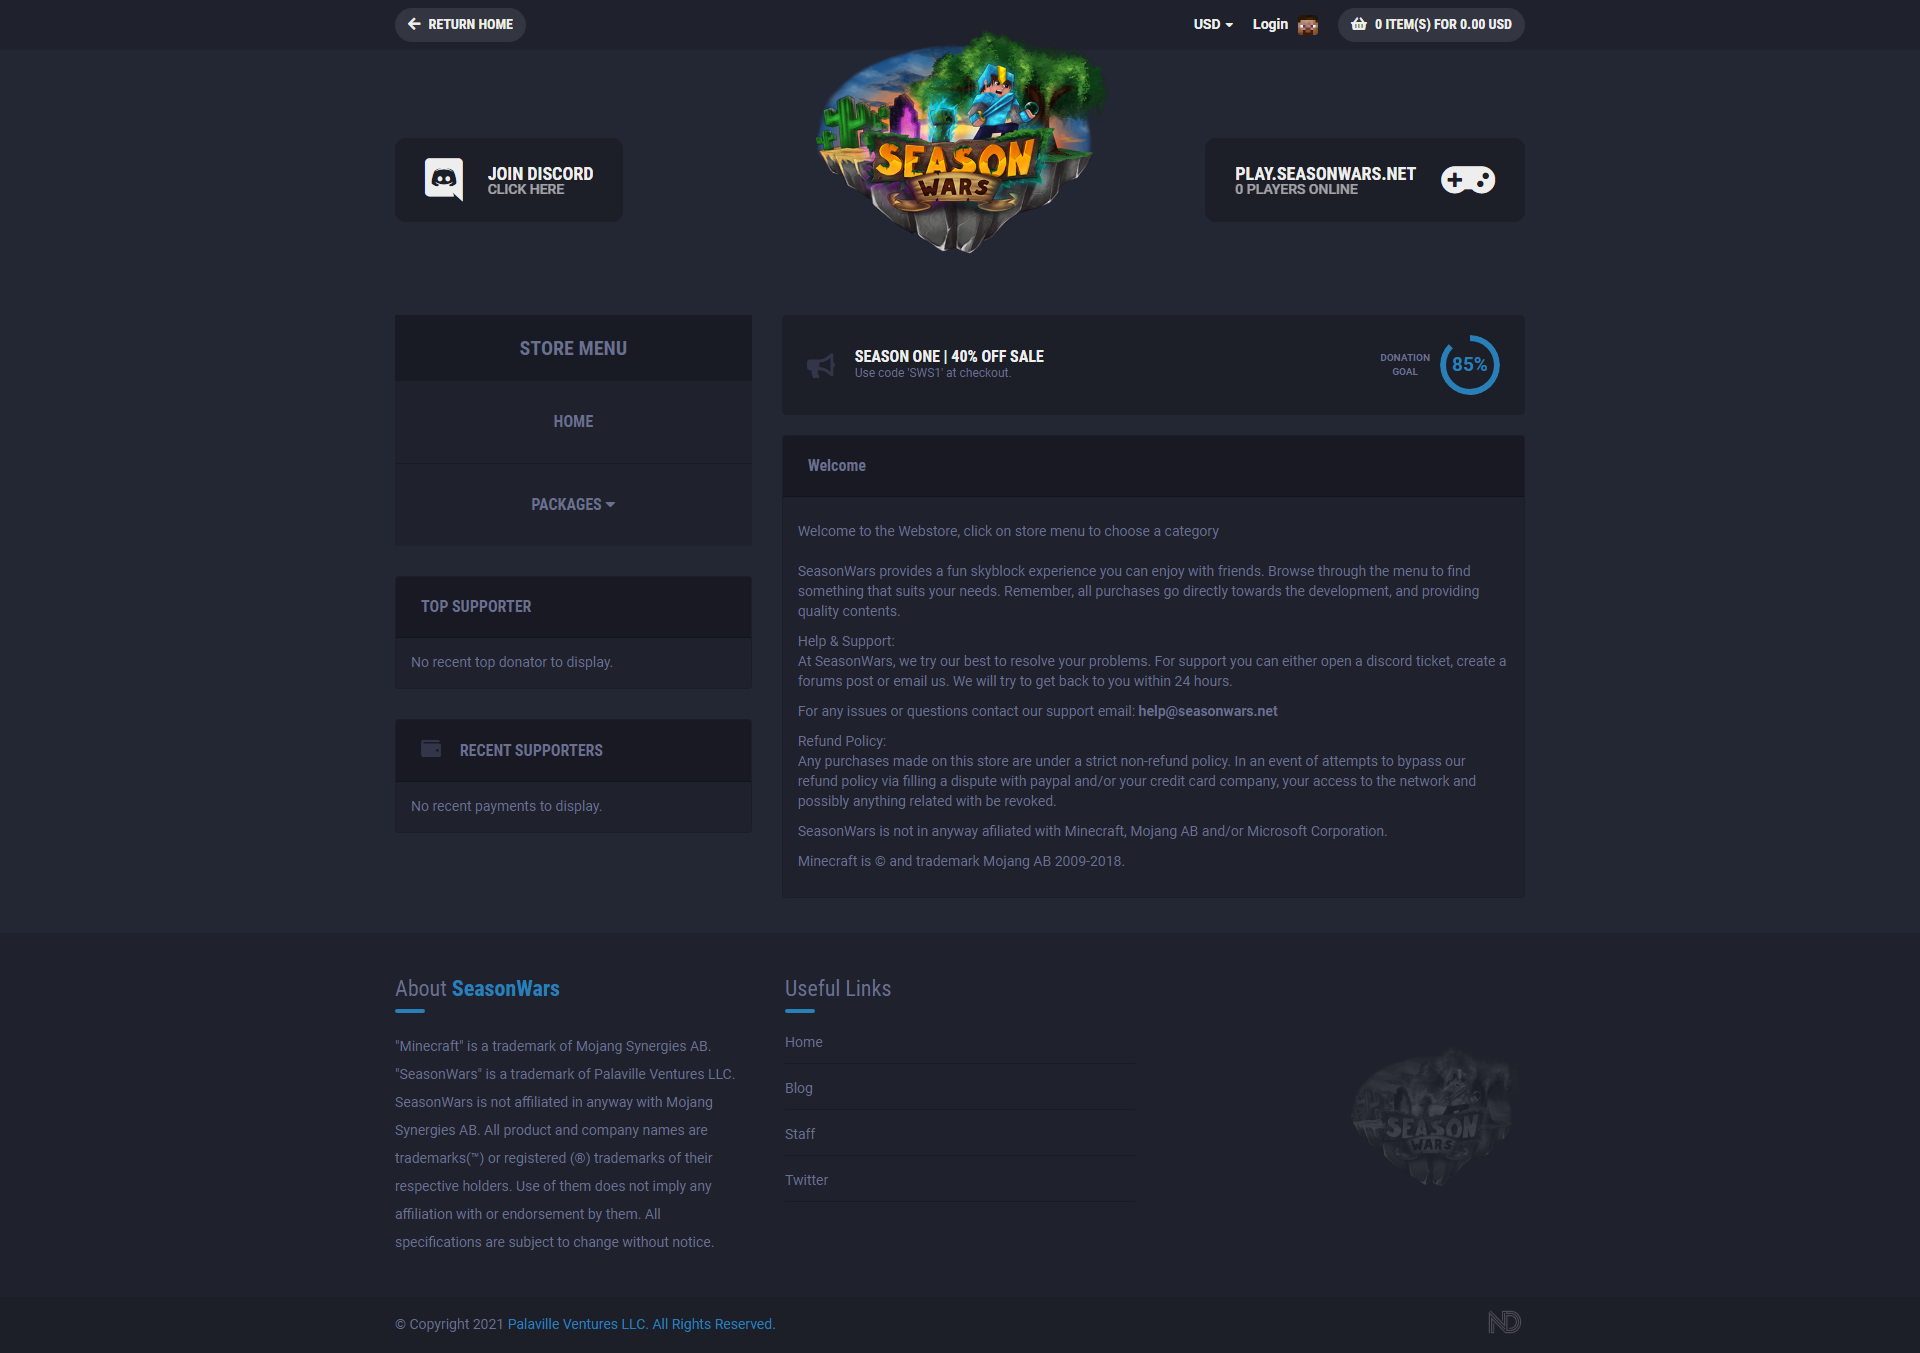 RETURN HOME
USD
Login
0 ITEM(S) FOR 0.00 USD
JOIN DISCORD
CLICK HERE
SEASON
WARS
PLAY.SEASONWARS.NET
0 PLAYERS ONLINE
STORE MENU
HOME
PACKAGES
TOP SUPPORTER
No recent top donator to display.
RECENT SUPPORTERS
No recent payments to display.
SEASON ONE | 40% OFF SALE
Use code 'SWS1' at checkout.
DONATION
GOAL
85%
Welcome
Welcome to the Webstore, click on store menu to choose a category
SeasonWars provides a fun skyblock experience you can enjoy with friends. Browse through the menu to find
something that suits your needs. Remember, all purchases go directly towards the development, and providing
quality contents.
Help & Support:
At SeasonWars, we try our best to resolve your problems. For support you can either open a discord ticket, create a
forums post or email us. We will try to get back to you within 24 hours.
For any issues or questions contact our support email: help@seasonwars.net
Refund Policy:
Any purchases made on this store are under a strict non-refund policy. In an event of attempts to bypass our
refund policy via filling a dispute with paypal and/or your credit card company, your access to the network and
possibly anything related with be revoked.
SeasonWars is not in anyway afiliated with Minecraft, Mojang AB and/or Microsoft Corporation.
Minecraft is © and trademark Mojang AB 2009-2018.
About SeasonWars
"Minecraft" is a trademark of Mojang Synergies AB.
"SeasonWars" is a trademark of Palaville Ventures LLC.
SeasonWars is not affiliated in anyway with Mojang
Synergies AB. All product and company names are
trademarks(™) or registered (®) trademarks of their
respective holders. Use of them does not imply any
affiliation with or endorsement by them. All
specifications are subject to change without notice.
Useful Links
Home
Blog
Staff
Twitter
SEASON
WARS
© Copyright 2021 Palaville Ventures LLC. All Rights Reserved.
ND